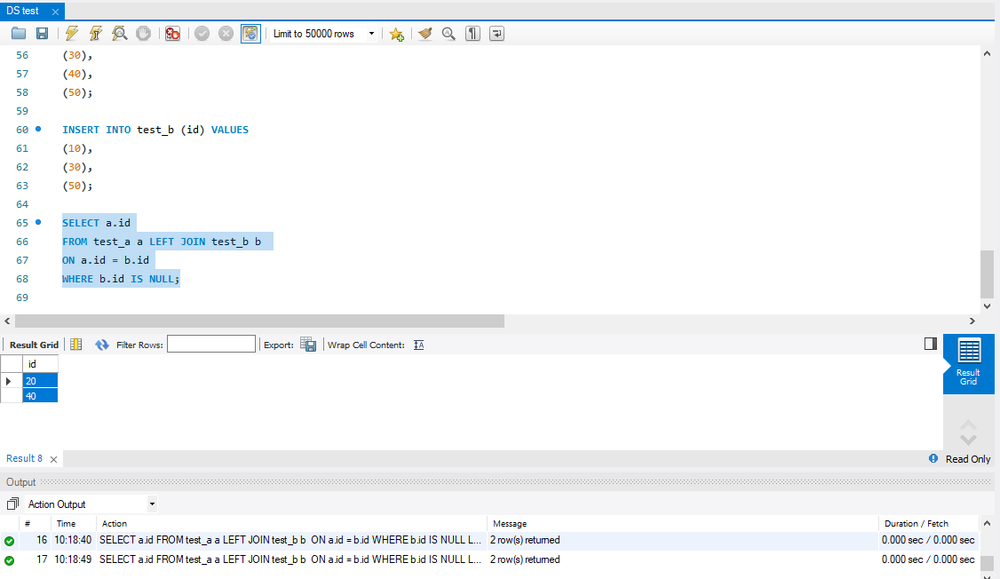 DS test
Limit to 50000 rows
56 (30),
57 (40),
58 (50);
59
60 INSERT INTO test_b (id) VALUES
61 (10),
62 (30),
63 (50);
64
65 SELECT a.id
66 FROM test_a a LEFT JOIN test_b b
67 ON a.id = b.id
68 WHERE b.id IS NULL;
69
Result Grid Filter Rows: Export: Wrap Cell Content: IA
id
20
40
Result Grid
Result 8
Read Only
Output
Action Output
# Time Action Message Duration / Fetch
16 10:18:40 SELECT a.id FROM test_a a LEFT JOIN test_b b ON a.id = b.id WHERE b.id IS NULL L... 2 row(s) returned 0.000 sec / 0.000 sec
17 10:18:49 SELECT a.id FROM test_a a LEFT JOIN test_b b ON a.id = b.id WHERE b.id IS NULL L... 2 row(s) returned 0.000 sec / 0.000 sec